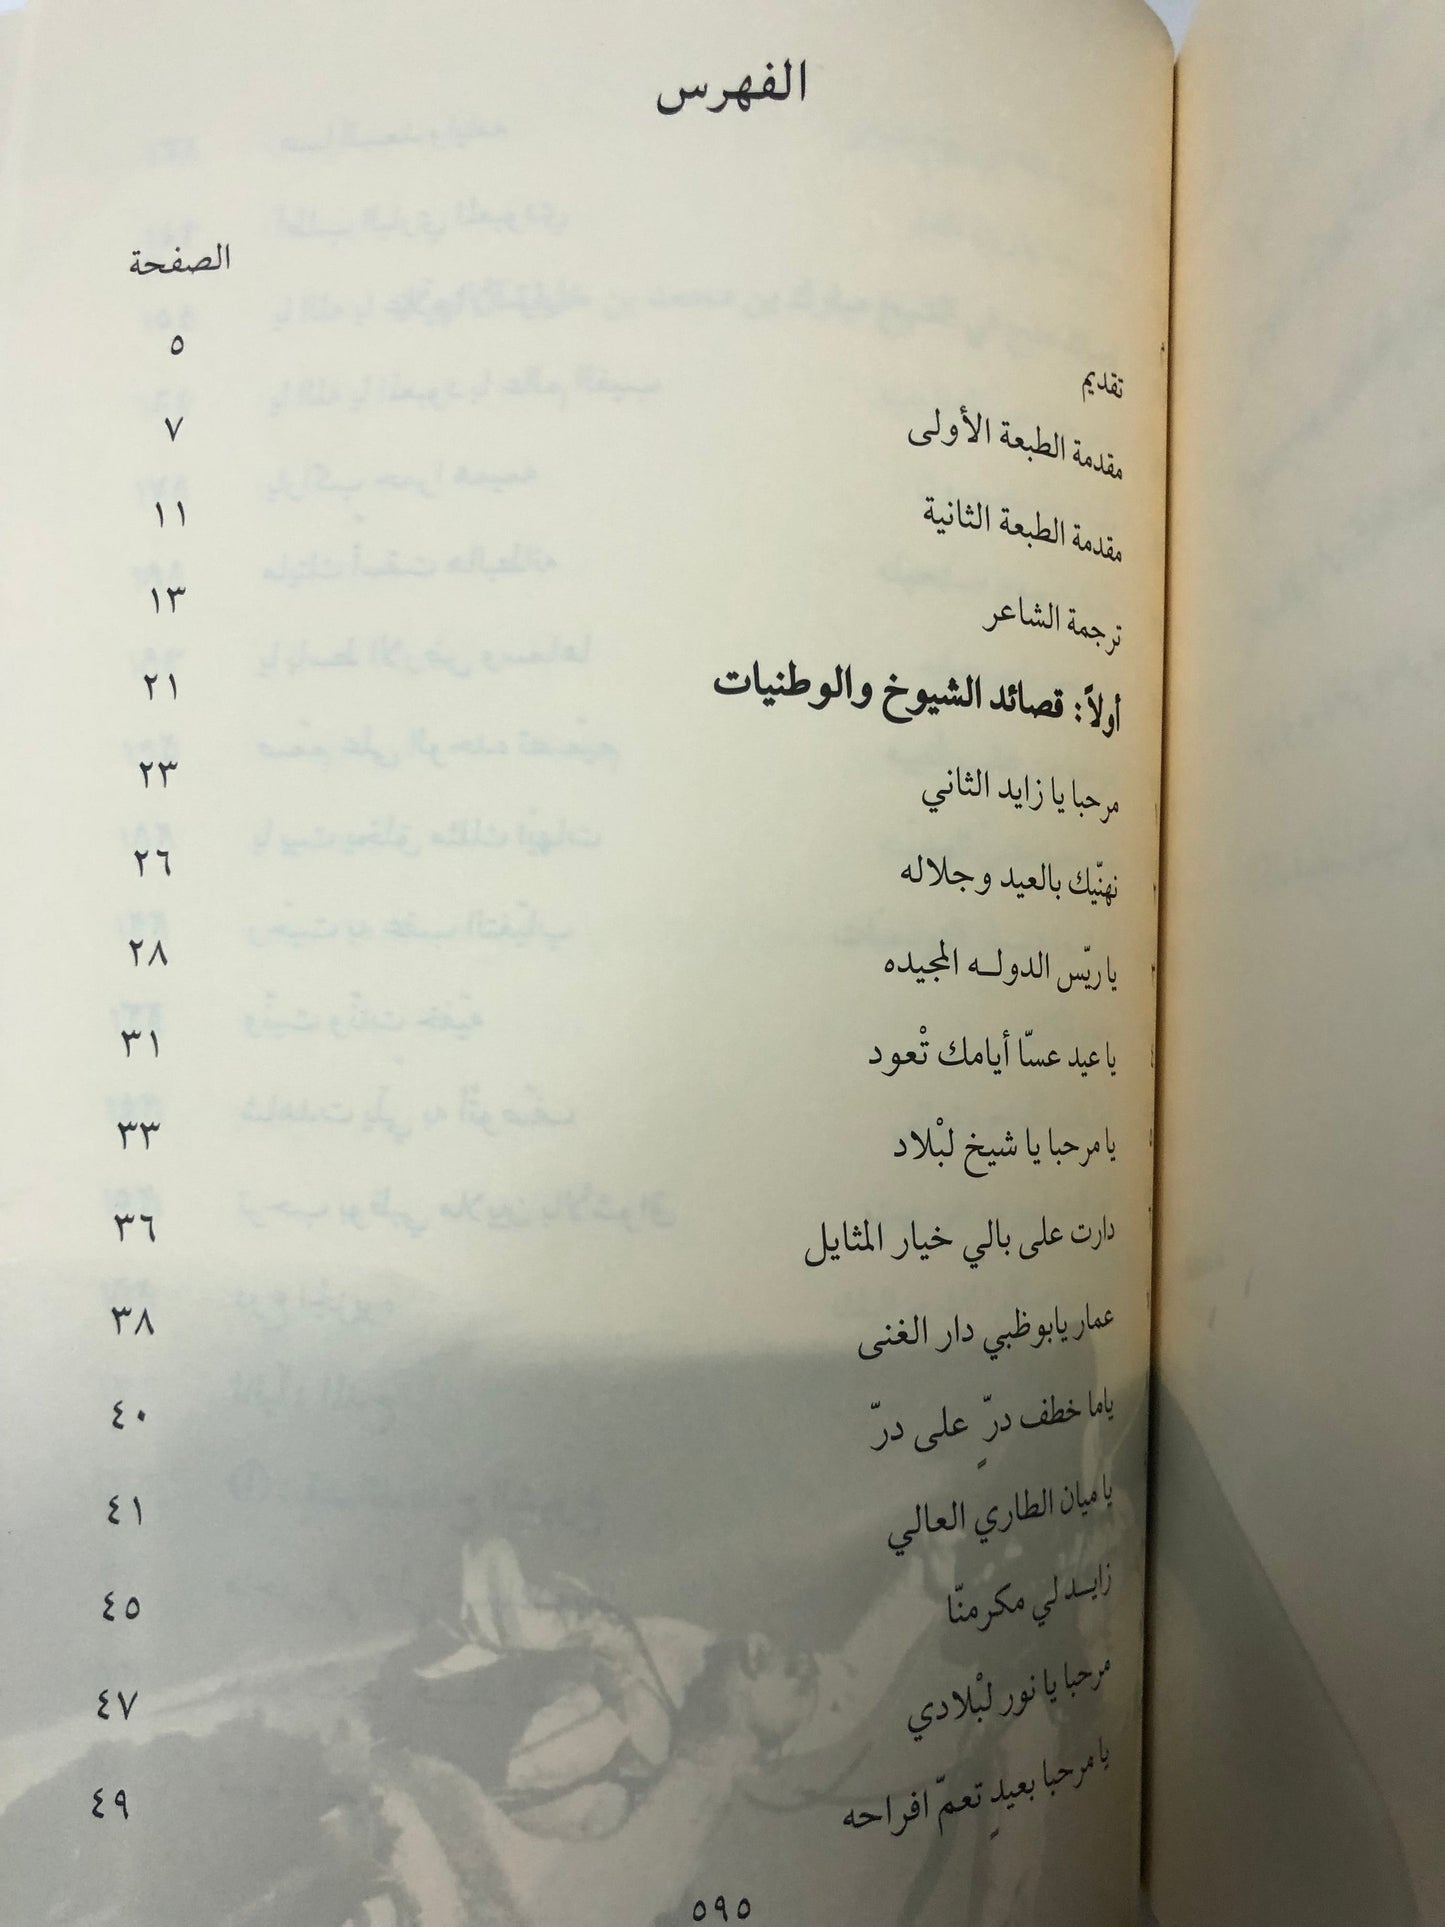 الفهرس
الصفحة
تقديم ٥
مقدمة الطبعة الأولى ٧
مقدمة الطبعة الثانية ١١
ترجمة الشاعر ١٣
أولاً: قصائد الشيوخ والوطنيات ٢١
مرحبا يا زايد الثاني ٢٣
نهنّيك بالعيد وجلاله ٢٦
يا ريّس الدولـه المجيده ٢٨
يا عيد عسّا أيامك تْعود ٣١
يا مرحبا يا شيخ لبْلاد ٣٣
دارت على بالي خيار المثايل ٣٦
عمار يابوظبي دار الغنى ٣٨
ياما خطف درٍّ على درّ ٤٠
يا ميان الطاري العالي ٤١
زايـد لي مكرمنّا ٤٥
مرحبا يا نور لبْلادي ٤٧
يا مرحبا بعيدٍ تعمّ افراحه ٤٩
٥٩٥